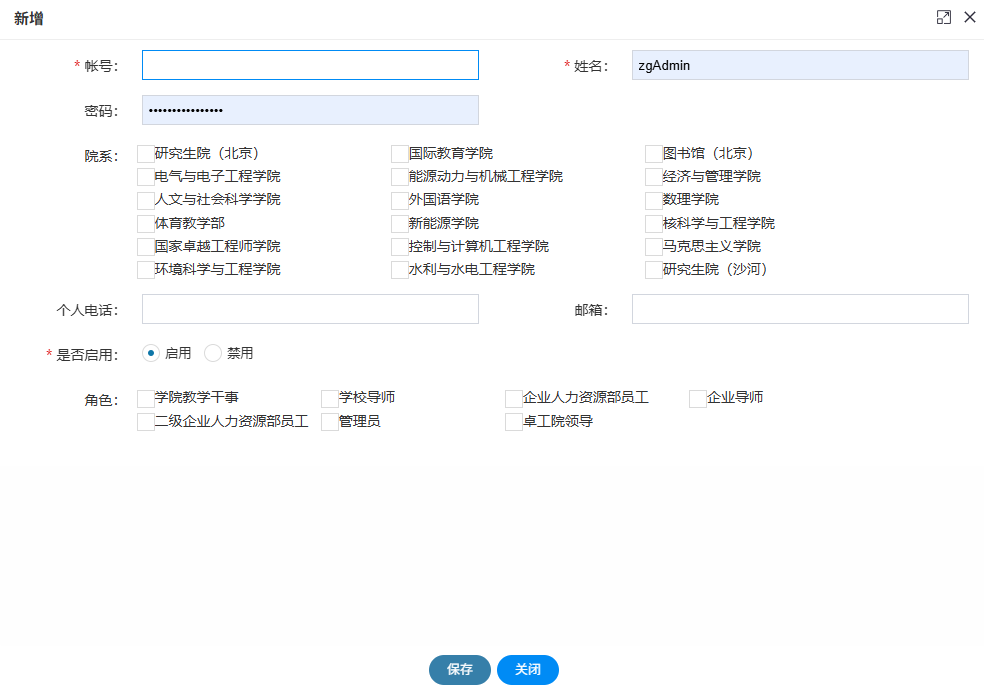 新增
* 帐号：
* 姓名： zgAdmin
密码： ••••••••••••••••
院系： 研究生院（北京） 国际教育学院 图书馆（北京）
电气与电子工程学院 能源动力与机械工程学院 经济与管理学院
人文与社会科学学院 外国语学院 数理学院
体育教学部 新能源学院 核科学与工程学院
国家卓越工程师学院 控制与计算机工程学院 马克思主义学院
环境科学与工程学院 水利与水电工程学院 研究生院（沙河）
个人电话： 邮箱：
* 是否启用： 启用 禁用
角色： 学院教学干事 学校导师 企业人力资源部员工 企业导师
二级企业人力资源部员工 管理员 卓工院领导
保存 关闭